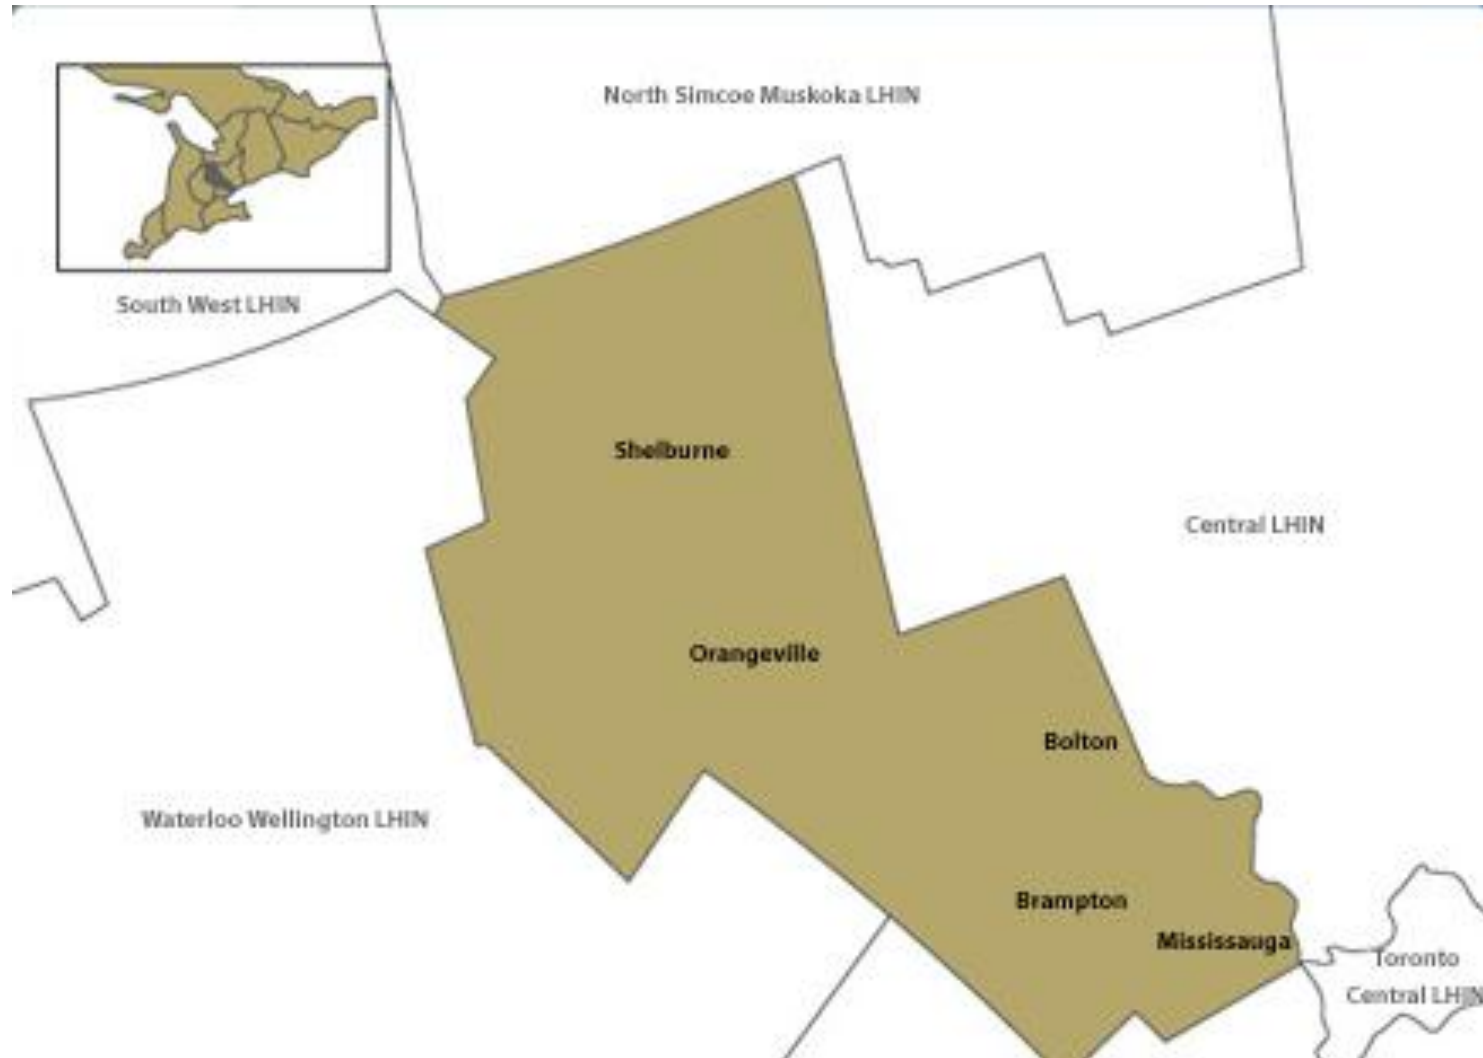 North Simcoe Muskoka LHIN
South West LHIN
Shelburne
Central LHIN
Orangeville
Bolton
Waterloo Wellington LHIN
Brampton
Mississauga
Toronto
Central LHIN